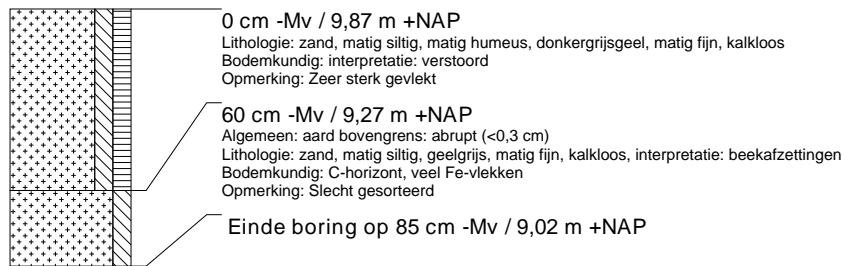 0 cm -Mv / 9,87 m +NAP
Lithologie: zand, matig siltig, matig humeus, donkergrijsgeel, matig fijn, kalkloos
Bodemkundig: interpretatie: verstoord
Opmerking: Zeer sterk gevlekt
60 cm -Mv / 9,27 m +NAP
Algemeen: aard bovengrens: abrupt (<0,3 cm)
Lithologie: zand, matig siltig, geelgrijs, matig fijn, kalkloos, interpretatie: beekafzettingen
Bodemkundig: C-horizont, veel Fe-vlekken
Opmerking: Slecht gesorteerd
Einde boring op 85 cm -Mv / 9,02 m +NAP